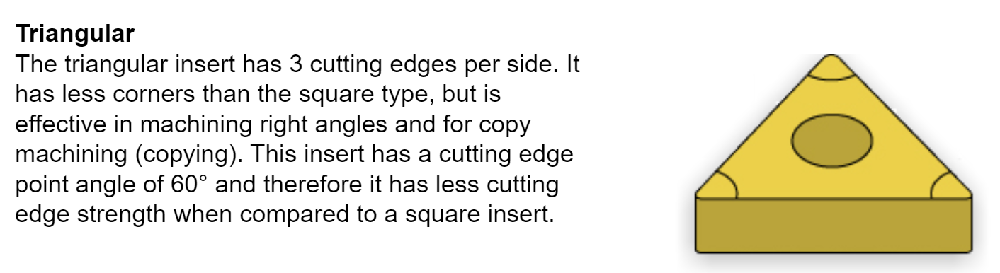 Triangular
The triangular insert has 3 cutting edges per side. It
has less corners than the square type, but is
effective in machining right angles and for copy
machining (copying). This insert has a cutting edge
point angle of 60° and therefore it has less cutting
edge strength when compared to a square insert.